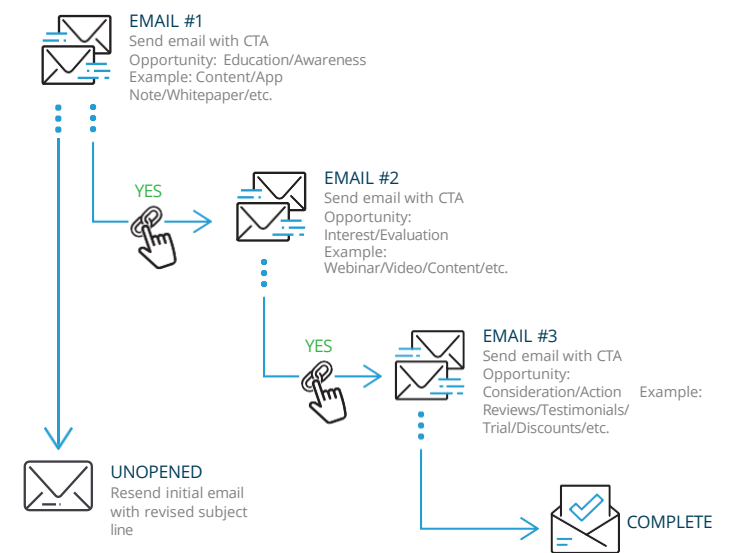 EMAIL #1
Send email with CTA
Opportunity: Education/Awareness
Example: Content/App
Note/Whitepaper/etc.
YES
EMAIL #2
Send email with CTA
Opportunity:
Interest/Evaluation
Example:
Webinar/Video/Content/etc.
YES
EMAIL #3
Send email with CTA
Opportunity:
Consideration/Action Example:
Reviews/Testimonials/
Trial/Discounts/etc.
UNOPENED
Resend initial email
with revised subject
line
COMPLETE